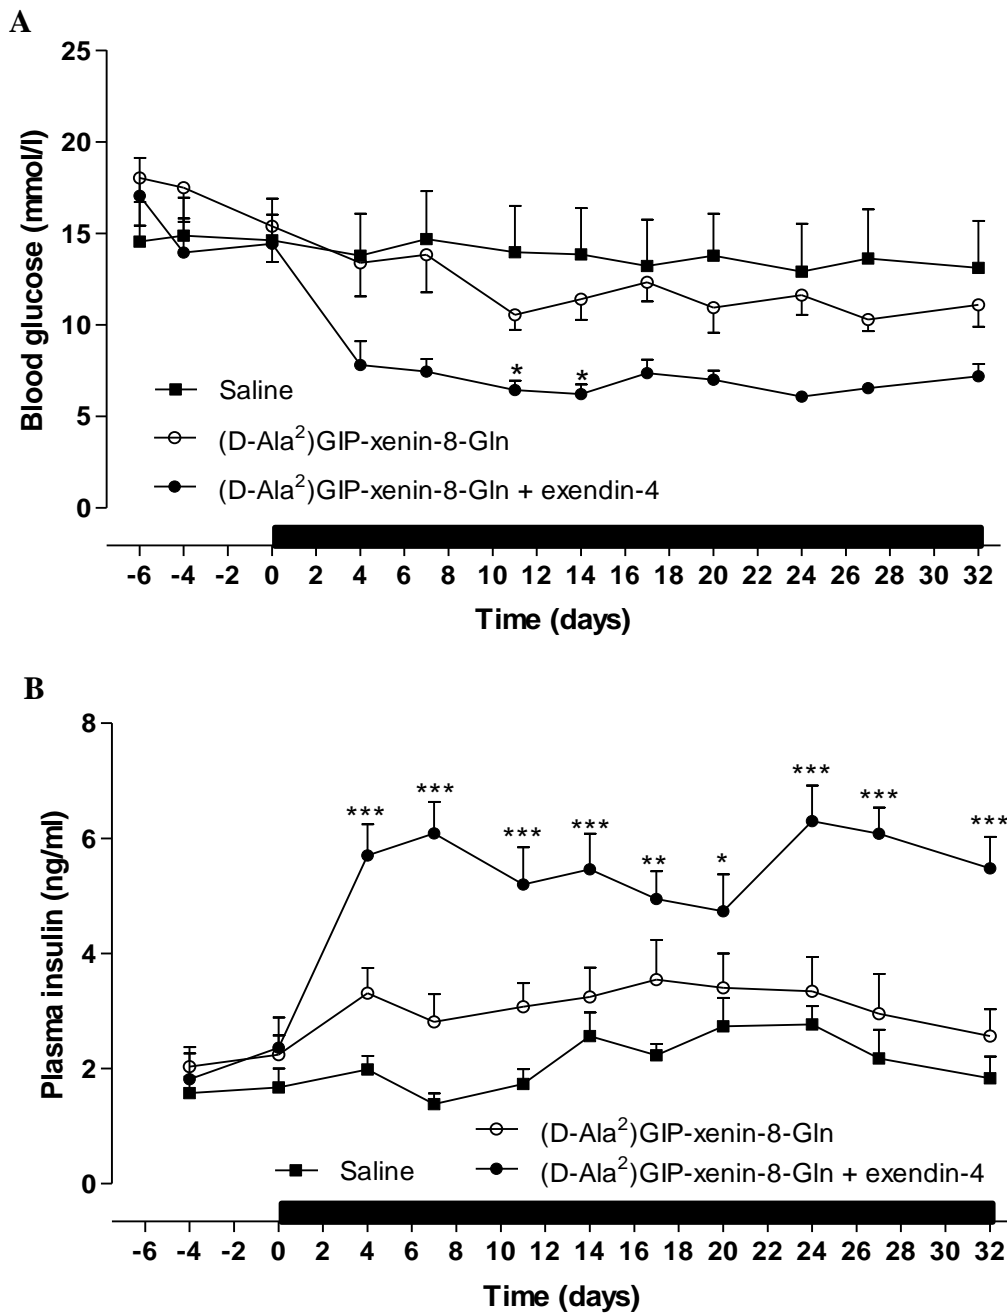 A
25
20
15
10
5
0
Blood glucose (mmol/l)
* *
Saline
(D-Ala²)GIP-xenin-8-Gln
(D-Ala²)GIP-xenin-8-Gln + exendin-4
-6 -4 -2 0 2 4 6 8 10 12 14 16 18 20 22 24 26 28 30 32
Time (days)
B
8
6
4
2
0
Plasma insulin (ng/ml)
*** *** *** *** ** * *** *** ***
(D-Ala²)GIP-xenin-8-Gln
Saline
(D-Ala²)GIP-xenin-8-Gln + exendin-4
-6 -4 -2 0 2 4 6 8 10 12 14 16 18 20 22 24 26 28 30 32
Time (days)